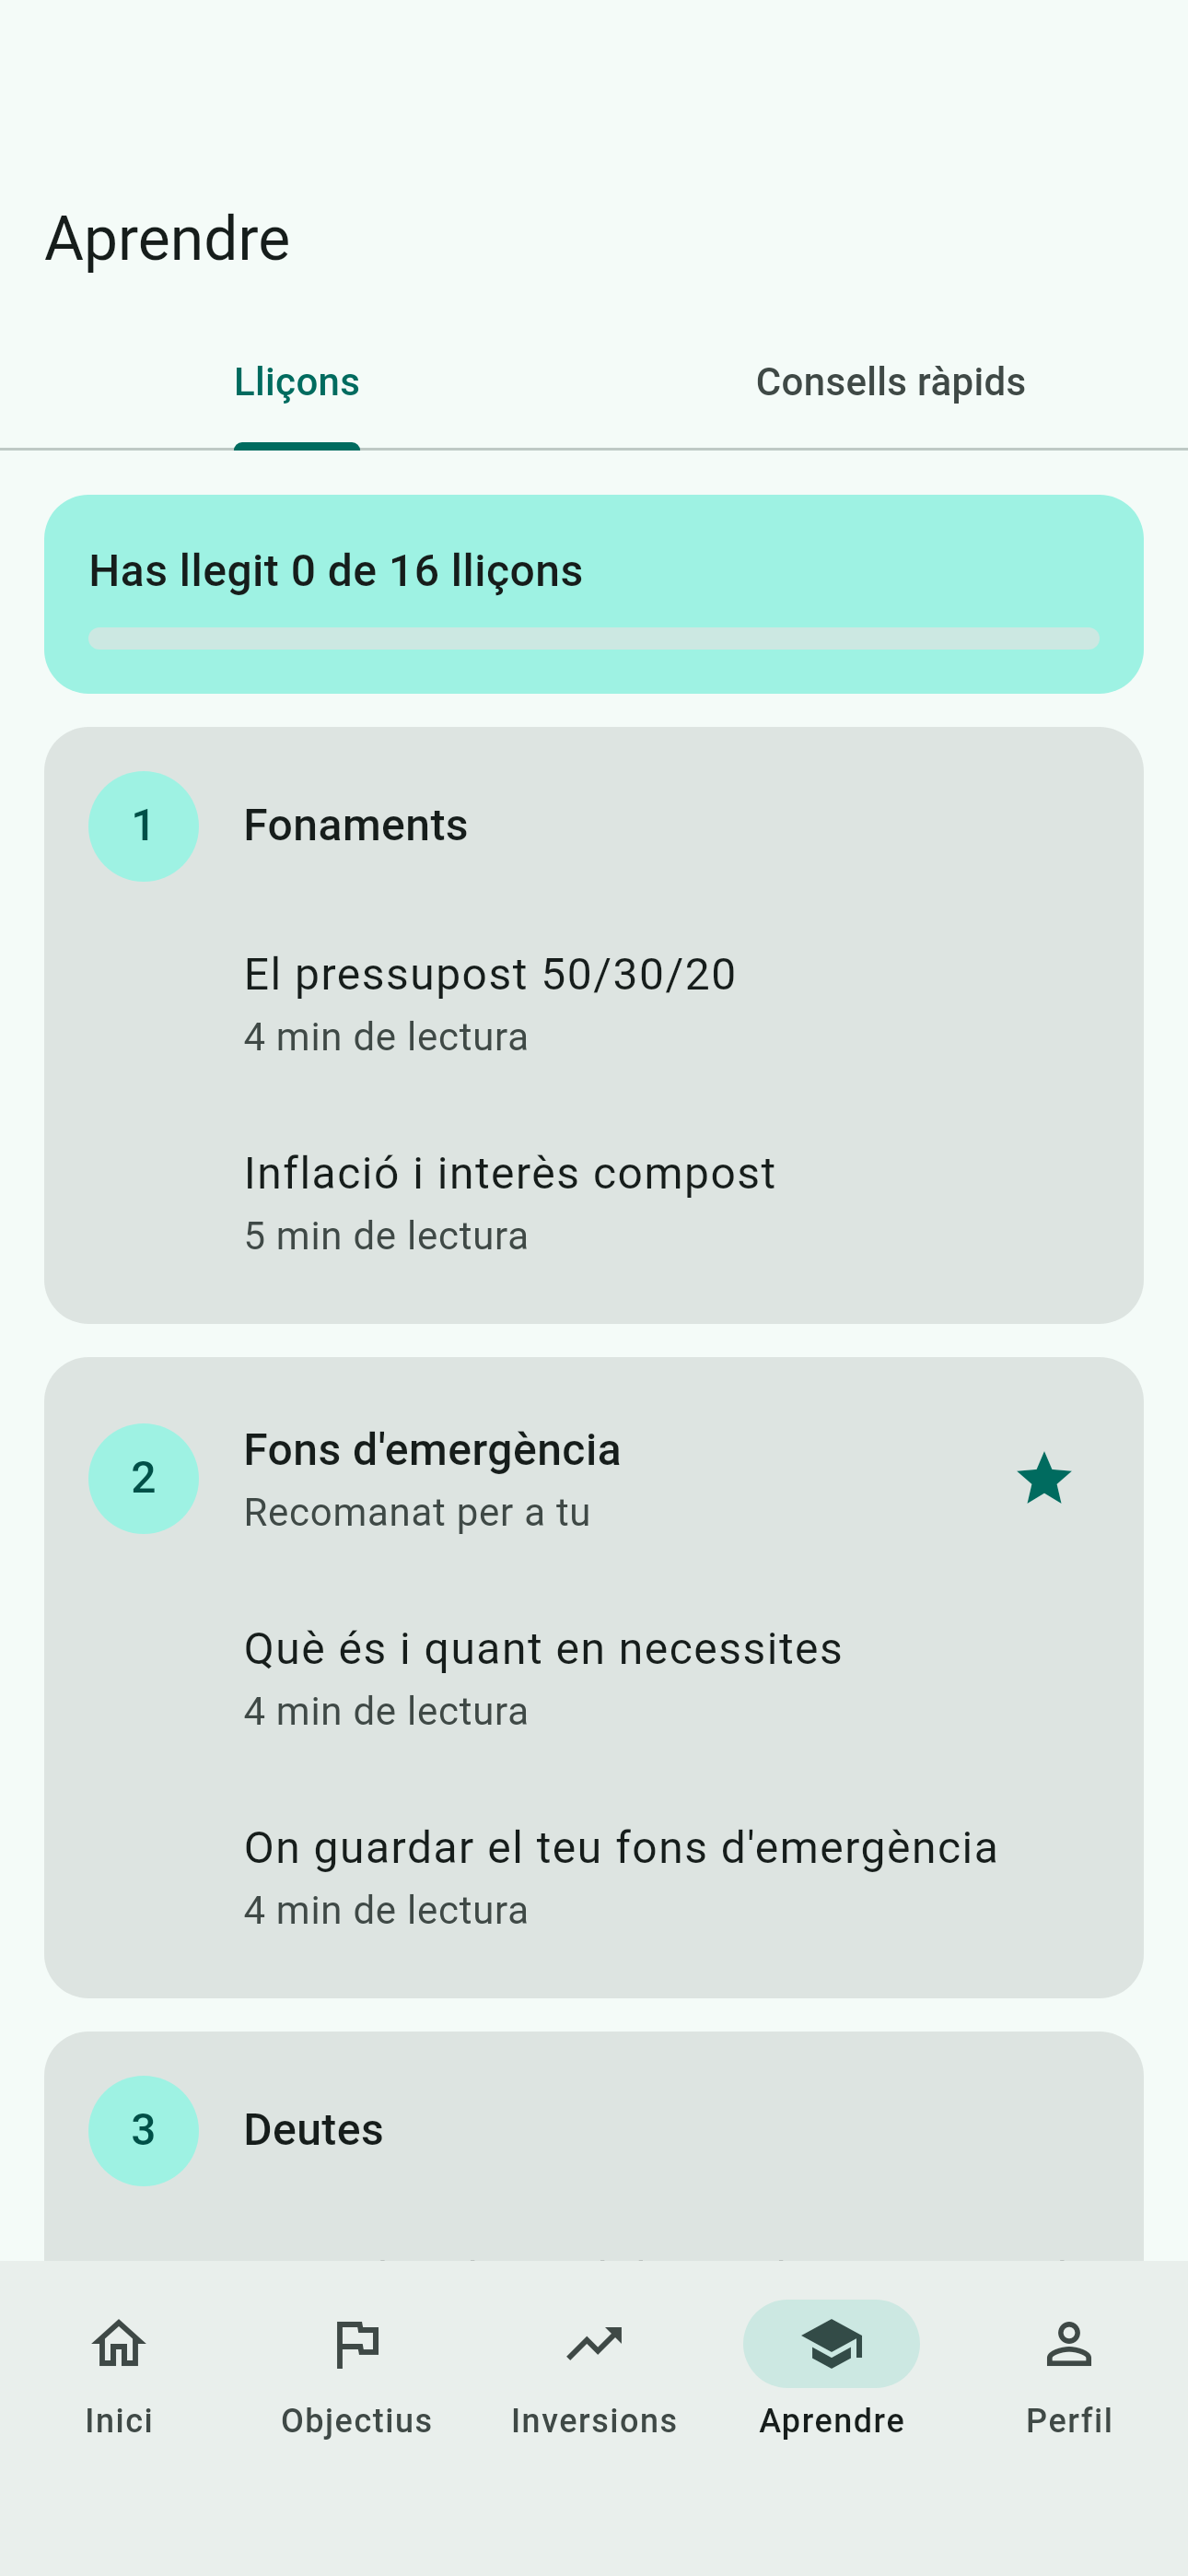 Aprendre
Lliçons
Consells ràpids
Has llegit 0 de 16 lliçons
1
Fonaments
El pressupost 50/30/20
4 min de lectura
Inflació i interès compost
5 min de lectura
2
Fons d'emergència
Recomanat per a tu
Què és i quant en necessites
4 min de lectura
On guardar el teu fons d'emergència
4 min de lectura
3
Deutes
Inici
Objectius
Inversions
Aprendre
Perfil